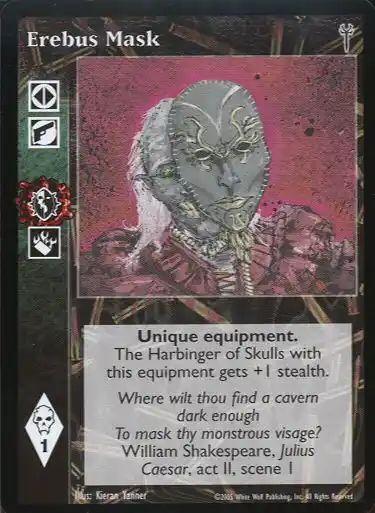 Erebus Mask
Unique equipment.
The Harbinger of Skulls with
this equipment gets +1 stealth.
Where wilt thou find a cavern
dark enough
To mask thy monstrous visage?
William Shakespeare, Julius
Caesar, act II, scene 1
1
Illus: Kieran Yanner
©2005 White Wolf Publishing, Inc. All Rights Reserved